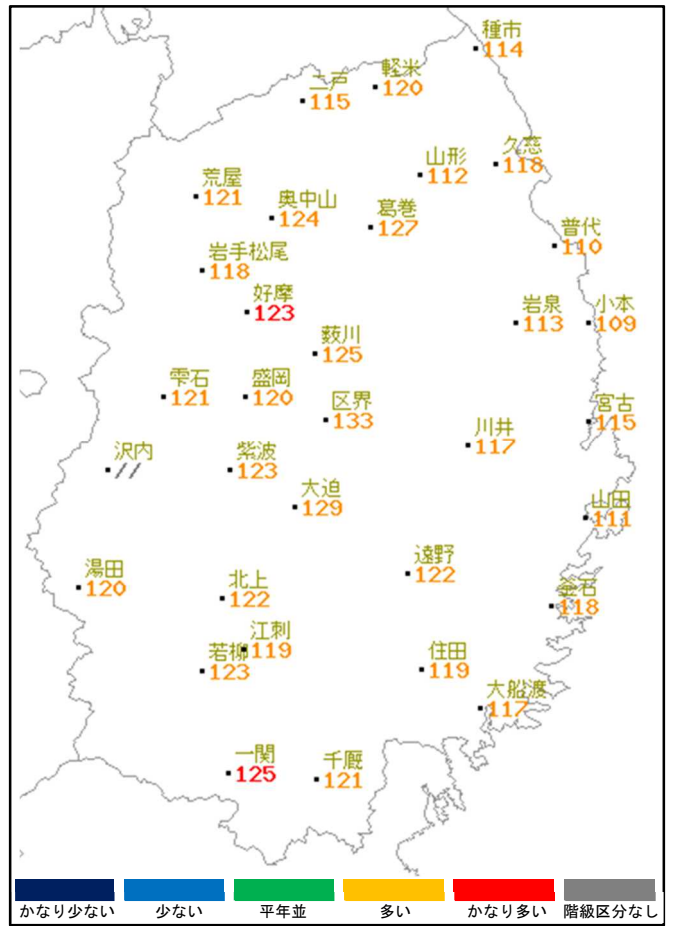 種市
114
軽米
120
二戸
115
久慈
118
山形
112
荒屋
121
奥中山
124
葛巻
127
普代
110
岩手松尾
118
好摩
123
岩泉
113
小本
109
薮川
125
雫石
121
盛岡
120
区界
133
宮古
115
川井
117
沢内
//
紫波
123
大迫
129
山田
111
遠野
122
湯田
120
北上
122
釜石
118
江刺
119
若柳
123
住田
119
大船渡
117
一関
125
千厩
121
かなり少ない
少ない
平年並
多い
かなり多い
階級区分なし